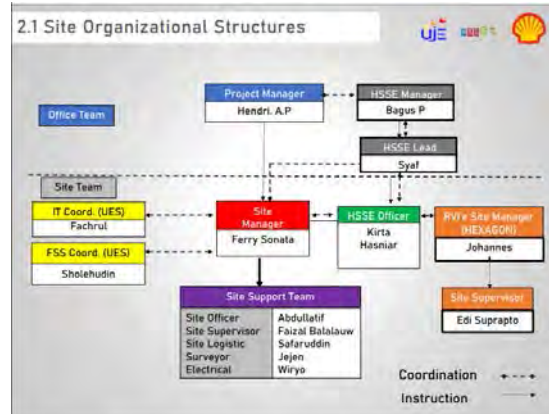 2.1 Site Organizational Structures
UJE
Project Manager
Hendri. A.P
HSSE Manager
Bagus P
Office Team
HSSE Lead
Syaf
Site Team
IT Coord. (UES)
Fachrul
Site
Manager
Ferry Sonata
HSSE Officer
Kirta
Hasniar
RVI's Site Manager
(HEXAGON)
Johannes
FSS Coord. (UES)
Sholehudin
Site Support Team
Site Officer Abdullatif
Site Supervisor Faizal Batalauw
Site Logistic Safaruddin
Surveyor Jejen
Electrical Wiryo
Site Supervisor
Edi Suprapto
Coordination
Instruction